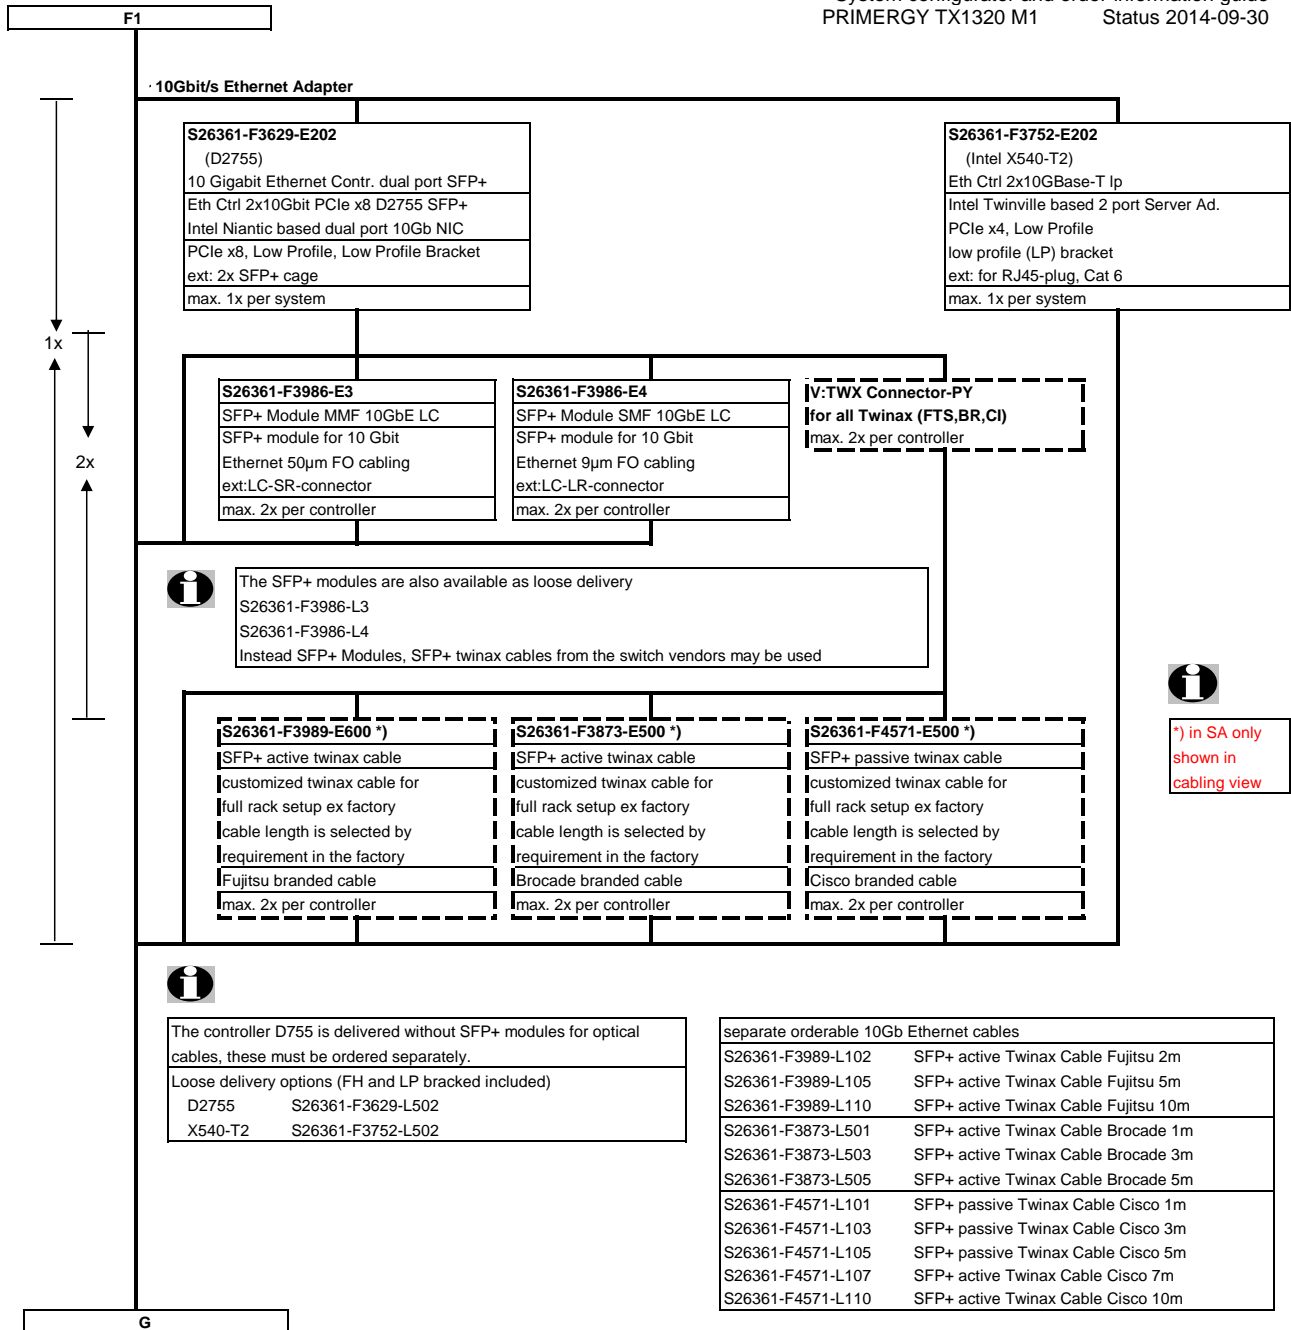 System configurator and order information guide
PRIMERGY TX1320 M1 Status 2014-09-30
F1
10Gbit/s Ethernet Adapter
S26361-F3629-E202
(D2755)
10 Gigabit Ethernet Contr. dual port SFP+
Eth Ctrl 2x10Gbit PCIe x8 D2755 SFP+
Intel Niantic based dual port 10Gb NIC
PCIe x8, Low Profile, Low Profile Bracket
ext: 2x SFP+ cage
max. 1x per system
S26361-F3752-E202
(Intel X540-T2)
Eth Ctrl 2x10GBase-T lp
Intel Twinville based 2 port Server Ad.
PCIe x4, Low Profile
low profile (LP) bracket
ext: for RJ45-plug, Cat 6
max. 1x per system
1x
2x
S26361-F3986-E3
SFP+ Module MMF 10GbE LC
SFP+ module for 10 Gbit
Ethernet 50µm FO cabling
ext:LC-SR-connector
max. 2x per controller
S26361-F3986-E4
SFP+ Module SMF 10GbE LC
SFP+ module for 10 Gbit
Ethernet 9µm FO cabling
ext:LC-LR-connector
max. 2x per controller
V:TWX Connector-PY
for all Twinax (FTS,BR,CI)
max. 2x per controller
The SFP+ modules are also available as loose delivery
S26361-F3986-L3
S26361-F3986-L4
Instead SFP+ Modules, SFP+ twinax cables from the switch vendors may be used
S26361-F3989-E600 *)
SFP+ active twinax cable
customized twinax cable for
full rack setup ex factory
cable length is selected by
requirement in the factory
Fujitsu branded cable
max. 2x per controller
S26361-F3873-E500 *)
SFP+ active twinax cable
customized twinax cable for
full rack setup ex factory
cable length is selected by
requirement in the factory
Brocade branded cable
max. 2x per controller
S26361-F4571-E500 *)
SFP+ passive twinax cable
customized twinax cable for
full rack setup ex factory
cable length is selected by
requirement in the factory
Cisco branded cable
max. 2x per controller
*) in SA only
shown in
cabling view
The controller D755 is delivered without SFP+ modules for optical
cables, these must be ordered separately.
Loose delivery options (FH and LP bracked included)
D2755 S26361-F3629-L502
X540-T2 S26361-F3752-L502
separate orderable 10Gb Ethernet cables
S26361-F3989-L102 SFP+ active Twinax Cable Fujitsu 2m
S26361-F3989-L105 SFP+ active Twinax Cable Fujitsu 5m
S26361-F3989-L110 SFP+ active Twinax Cable Fujitsu 10m
S26361-F3873-L501 SFP+ active Twinax Cable Brocade 1m
S26361-F3873-L503 SFP+ active Twinax Cable Brocade 3m
S26361-F3873-L505 SFP+ active Twinax Cable Brocade 5m
S26361-F4571-L101 SFP+ passive Twinax Cable Cisco 1m
S26361-F4571-L103 SFP+ passive Twinax Cable Cisco 3m
S26361-F4571-L105 SFP+ passive Twinax Cable Cisco 5m
S26361-F4571-L107 SFP+ active Twinax Cable Cisco 7m
S26361-F4571-L110 SFP+ active Twinax Cable Cisco 10m
G